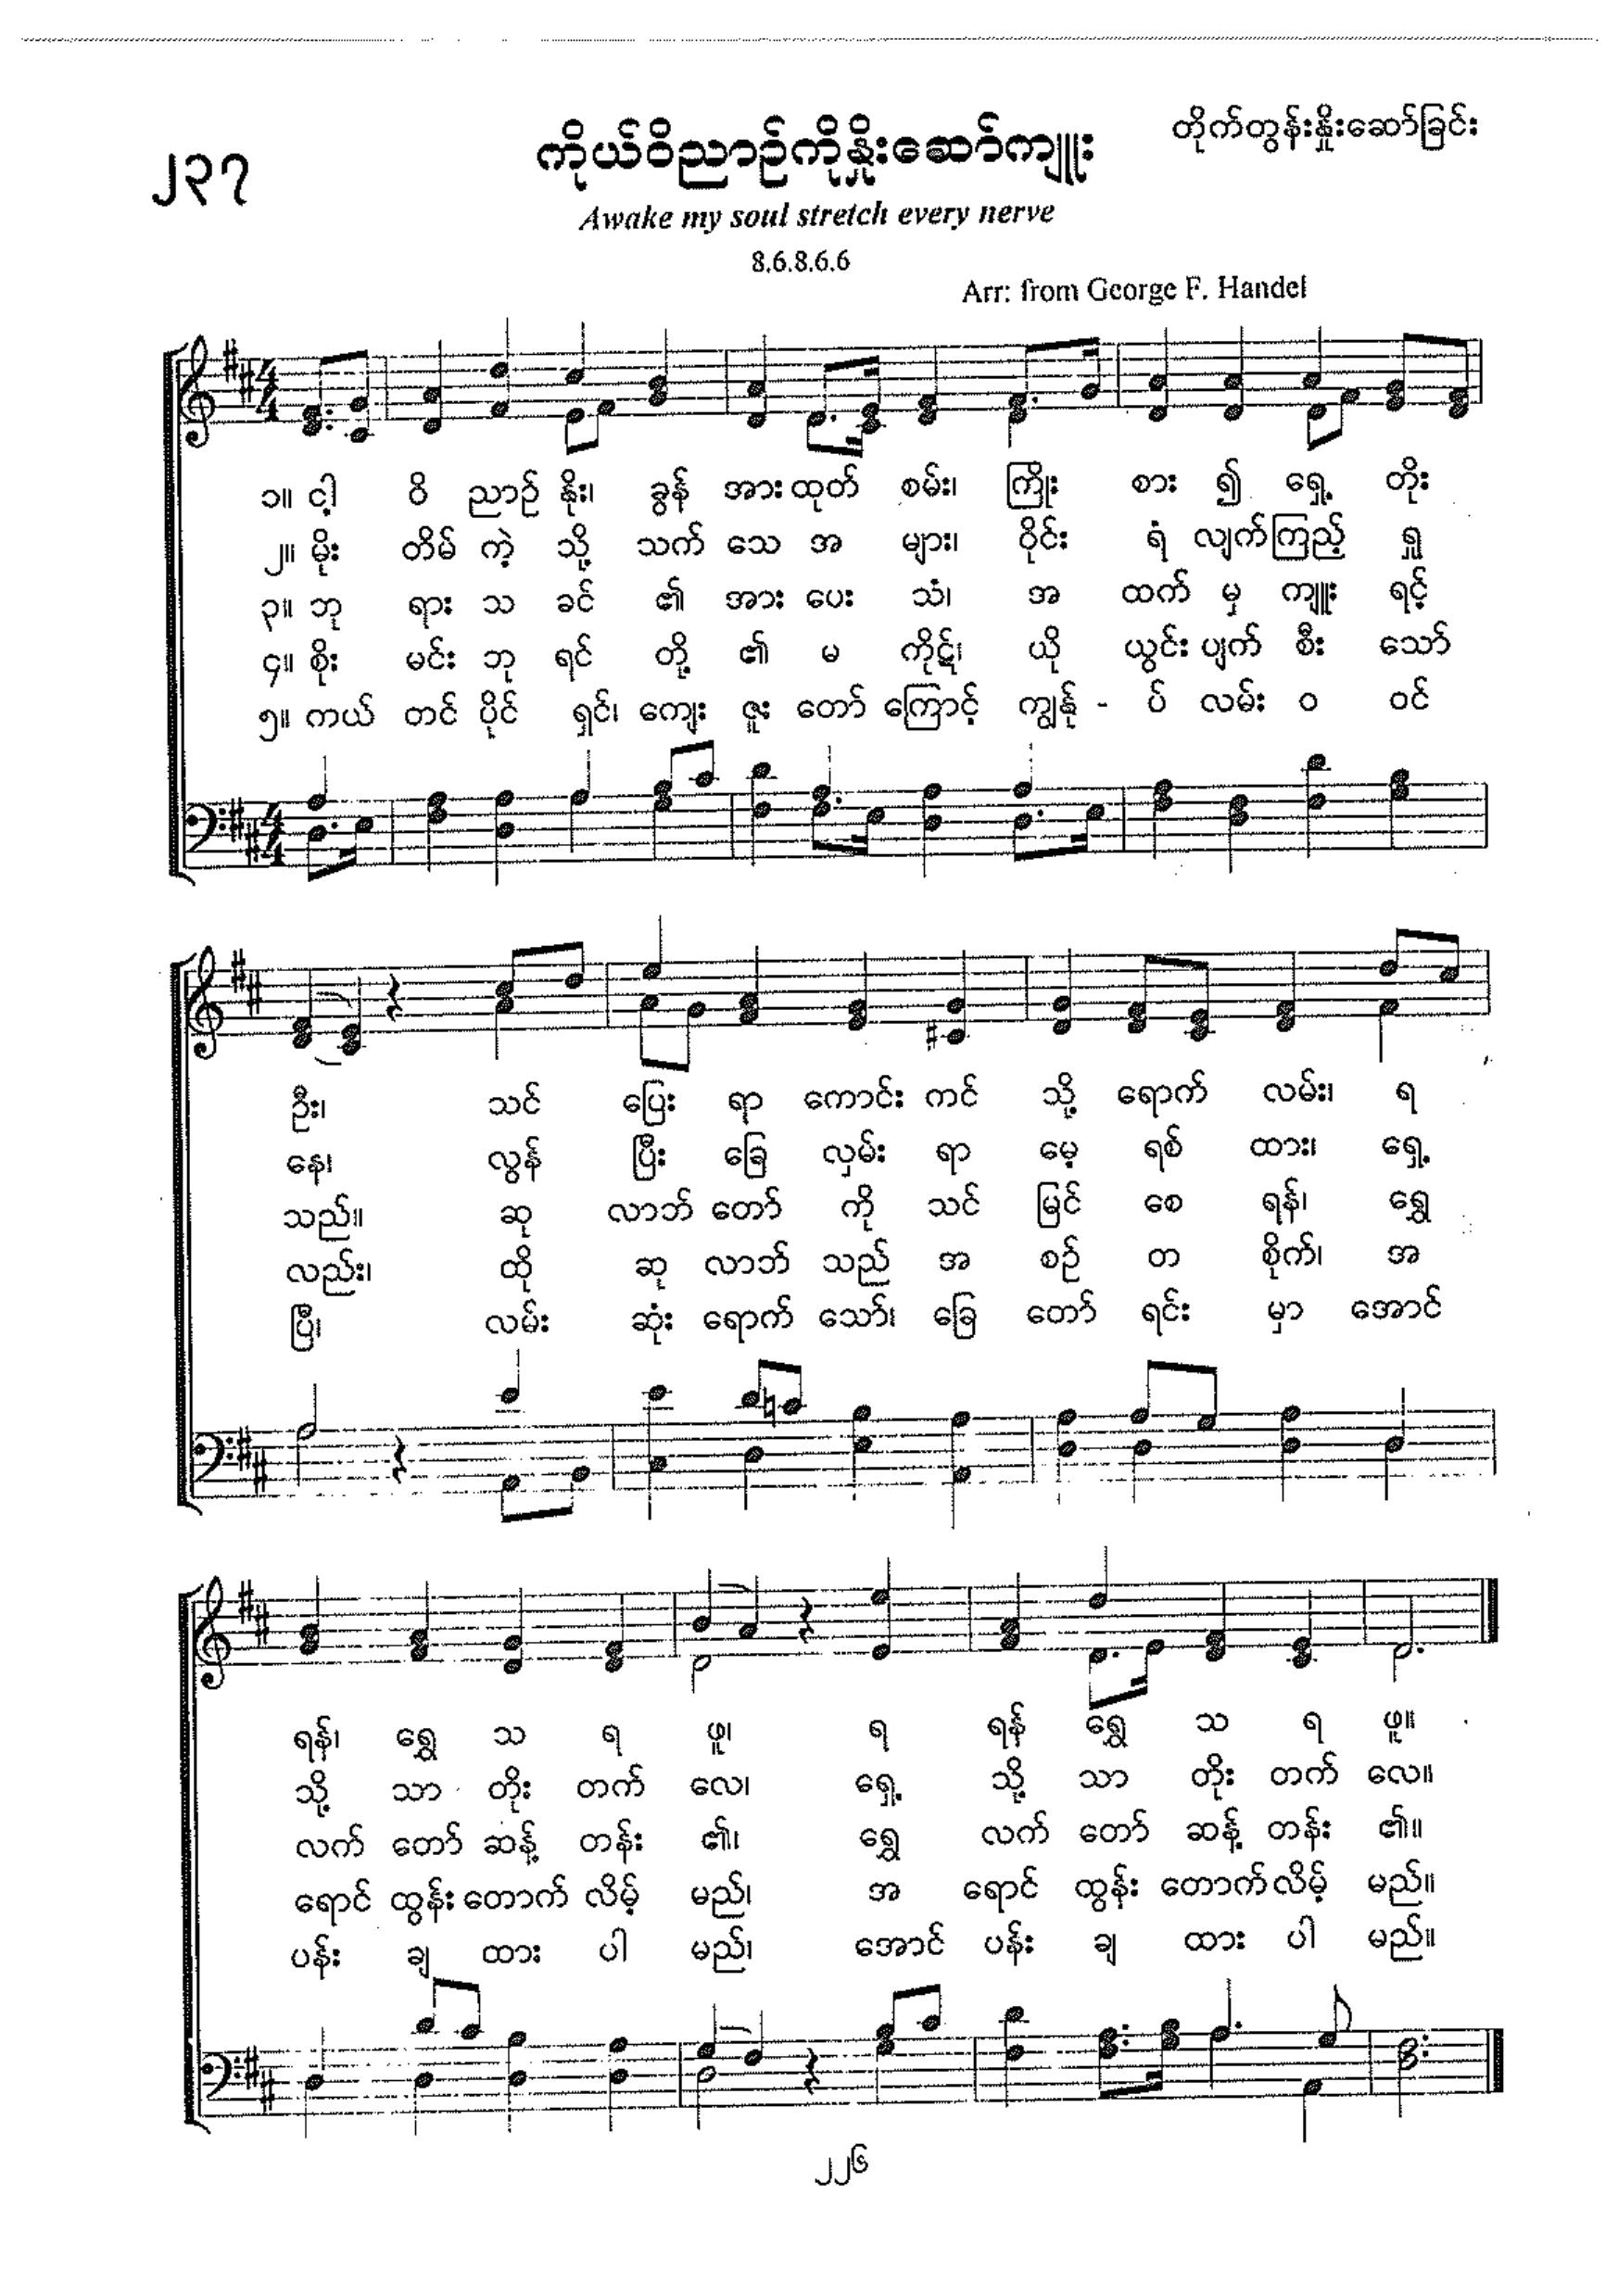 တိုက်တွန်းနှိုးဆော်ခြင်း
၂၃၇
ကိုယ်ဝိညာဉ်ကိုနှိုးဆော်ကျူး
Awake my soul stretch every nerve
8.6.8.6.6
Arr: from George F. Handel
၁။ ငါ့ ဝိ ညာဉ် နိုး၊ ခွန် အား ထုတ် စမ်း၊ ကြိုး စား ၍ ရှေ့ တိုး
၂။ မိုး တိမ် ကဲ့ သို့ သက် သေ အ များ၊ ဝိုင်း ရံ လျက် ကြည့် ရှု
၃။ ဘု ရား သ ခင် ၏ အား ပေး သံ၊ အ ထက် မှ ကျူး ရင့်
၄။ စိုး မင်း ဘု ရင် တို့ ၏ မ ကိုဋ်၊ ယို ယွင်း ပျက် စီး သော်
၅။ ကယ် တင် ပိုင် ရှင်၊ ကျေး ဇူး တော် ကြောင့် ကျွန်ု - ပ် လမ်း ဝ ဝင်
ဦး၊ သင် ပြေး ရာ ကောင်း ကင် သို့ ရောက် လမ်း၊ ရ
နေ၊ လွန် ပြီး ခြေ လှမ်း ရာ မေ့ ရစ် ထား၊ ရှေ့
သည်။ ဆု လာဘ် တော် ကို သင် မြင် စေ ရန်၊ ရွှေ
လည်း၊ ထို ဆု လာဘ် သည် အ စဉ် တ စိုက်၊ အ
ပြီ၊ လမ်း ဆုံး ရောက် သော်၊ ခြေ တော် ရင်း မှာ အောင်
ရန်၊ ရွှေ သ ရ ဖူ၊ ရ ရန် ရွှေ သ ရ ဖူ။
သို့ သာ တိုး တက် လေ၊ ရှေ့ သို့ သာ တိုး တက် လေ။
လက် တော် ဆန့် တန်း ၏၊ ရွှေ လက် တော် ဆန့် တန်း ၏။
ရောင် ထွန်း တောက် လိမ့် မည်၊ အ ရောင် ထွန်း တောက် လိမ့် မည်။
ပန်း ချ ထား ပါ မည်၊ အောင် ပန်း ချ ထား ပါ မည်။
၂၂၆